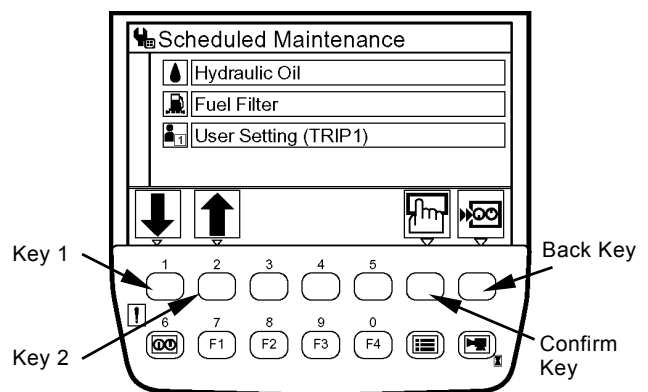 Scheduled Maintenance
Hydraulic Oil
Fuel Filter
1 User Setting (TRIP1)
Key 1
Back Key
1 2 3 4 5
!
6 7 8 9 0
F1 F2 F3 F4
Key 2
Confirm
Key